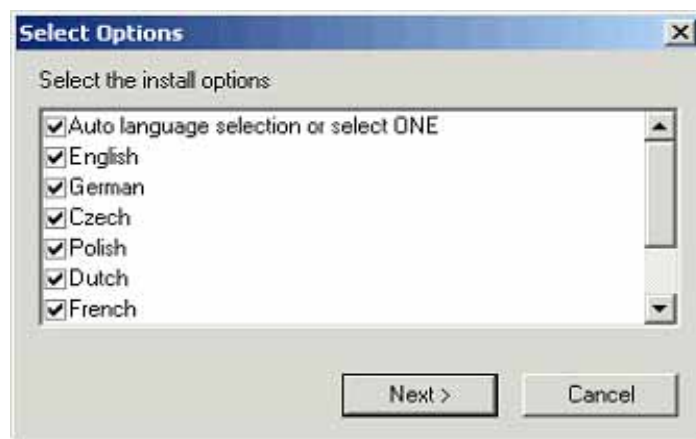 Select Options
Select the install options
Auto language selection or select ONE
English
German
Czech
Polish
Dutch
French
Next >
Cancel